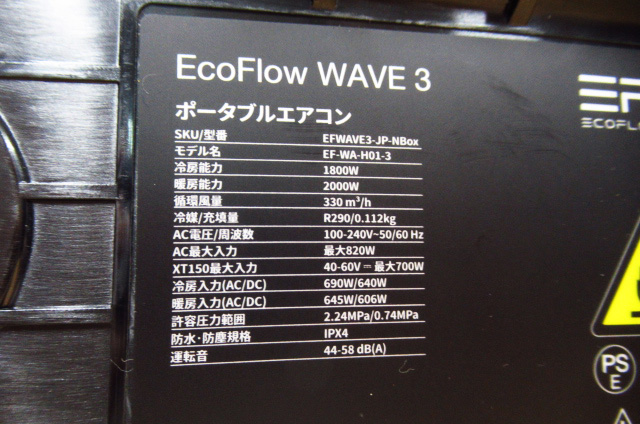 EcoFlow WAVE 3
ポータブルエアコン
SKU/型番 EFWAVE3-JP-NBox
モデル名 EF-WA-H01-3
冷房能力 1800W
暖房能力 2000W
循環風量 330 m³/h
冷媒/充填量 R290/0.112kg
AC電圧/周波数 100-240V~50/60 Hz
AC最大入力 最大820W
XT150最大入力 40-60V⎓最大700W
冷房入力(AC/DC) 690W/640W
暖房入力(AC/DC) 645W/606W
許容圧力範囲 2.24MPa/0.74MPa
防水・防塵規格 IPX4
運転音 44-58 dB(A)
PS
E